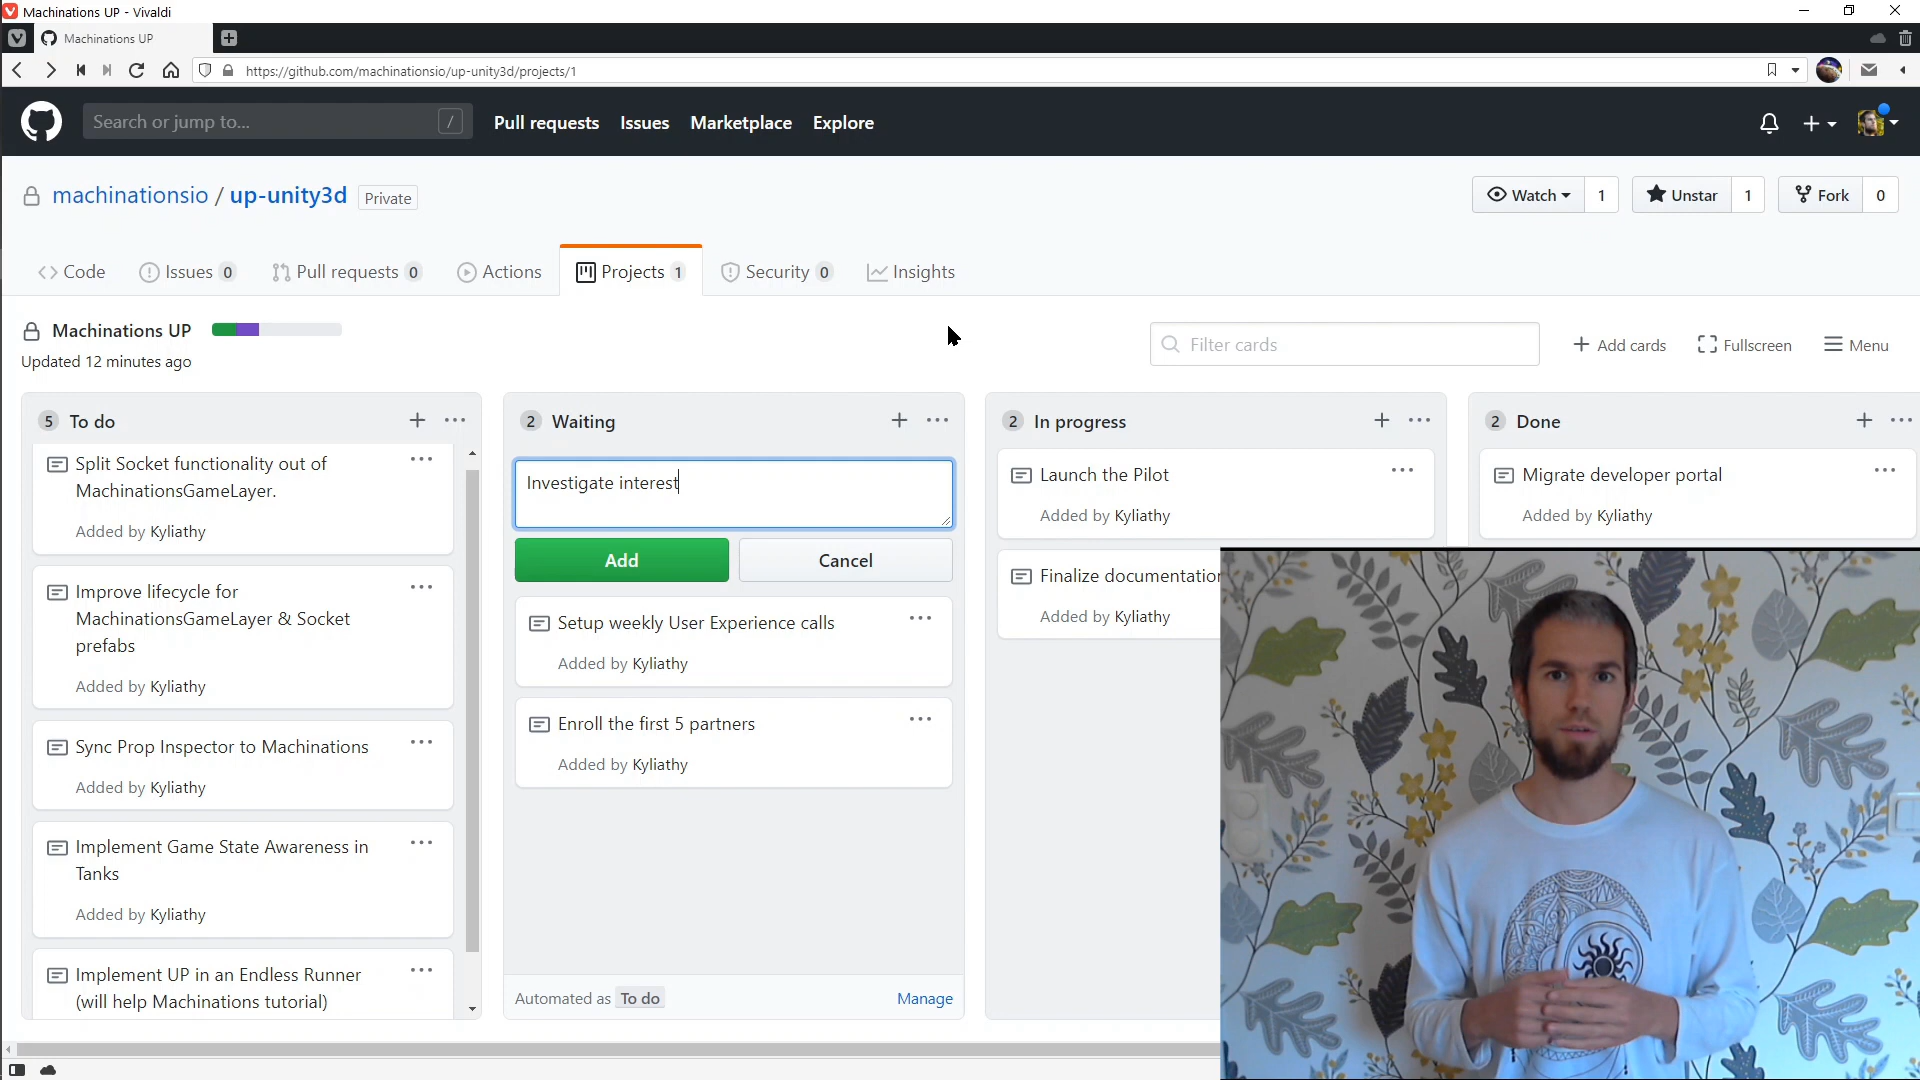 Machinations UP - Vivaldi
Machinations UP
https://github.com/machinationsio/up-unity3d/projects/1
Search or jump to...
/
Pull requests
Issues
Marketplace
Explore
machinationsio / up-unity3d
Private
Watch
1
Unstar
1
Fork
0
Code
Issues 0
Pull requests 0
Actions
Projects 1
Security 0
Insights
Machinations UP
Updated 12 minutes ago
Filter cards
Add cards
Fullscreen
Menu
5 To do
Split Socket functionality out of
MachinationsGameLayer.
Added by Kyliathy
Improve lifecycle for
MachinationsGameLayer & Socket
prefabs
Added by Kyliathy
Sync Prop Inspector to Machinations
Added by Kyliathy
Implement Game State Awareness in
Tanks
Added by Kyliathy
Implement UP in an Endless Runner
(will help Machinations tutorial)
2 Waiting
Investigate interest
Add
Cancel
Setup weekly User Experience calls
Added by Kyliathy
Enroll the first 5 partners
Added by Kyliathy
Automated as To do
Manage
2 In progress
Launch the Pilot
Added by Kyliathy
Finalize documentation
Added by Kyliathy
2 Done
Migrate developer portal
Added by Kyliathy